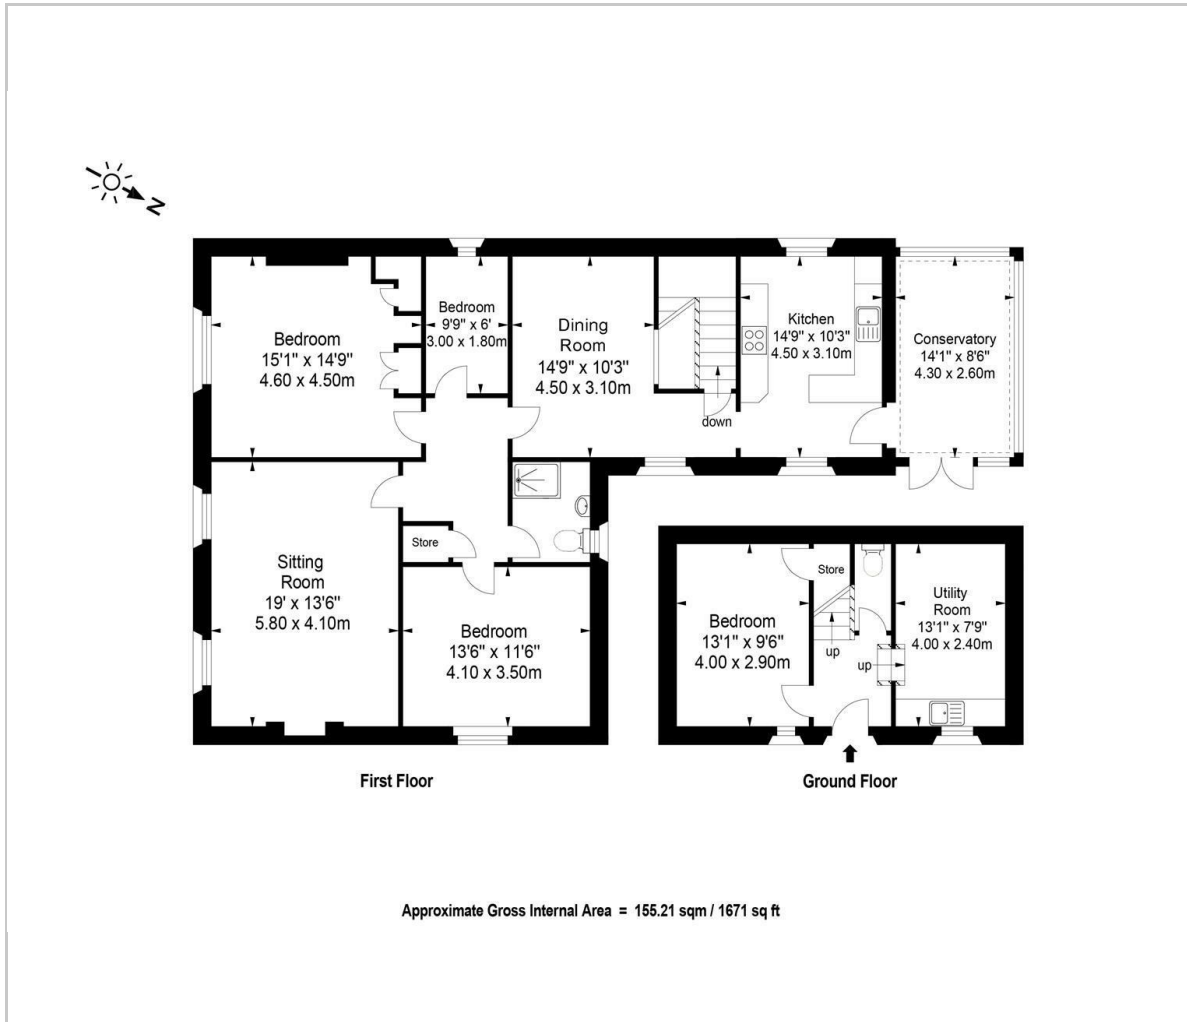 N
Bedroom
15'1" x 14'9"
4.60 x 4.50m
Bedroom
9'9" x 6'
3.00 x 1.80m
Dining
Room
14'9" x 10'3"
4.50 x 3.10m
down
Kitchen
14'9" x 10'3"
4.50 x 3.10m
Conservatory
14'1" x 8'6"
4.30 x 2.60m
Sitting
Room
19' x 13'6"
5.80 x 4.10m
Store
Bedroom
13'6" x 11'6"
4.10 x 3.50m
First Floor
Bedroom
13'1" x 9'6"
4.00 x 2.90m
Store
up
up
Utility
Room
13'1" x 7'9"
4.00 x 2.40m
Ground Floor
Approximate Gross Internal Area = 155.21 sqm / 1671 sq ft